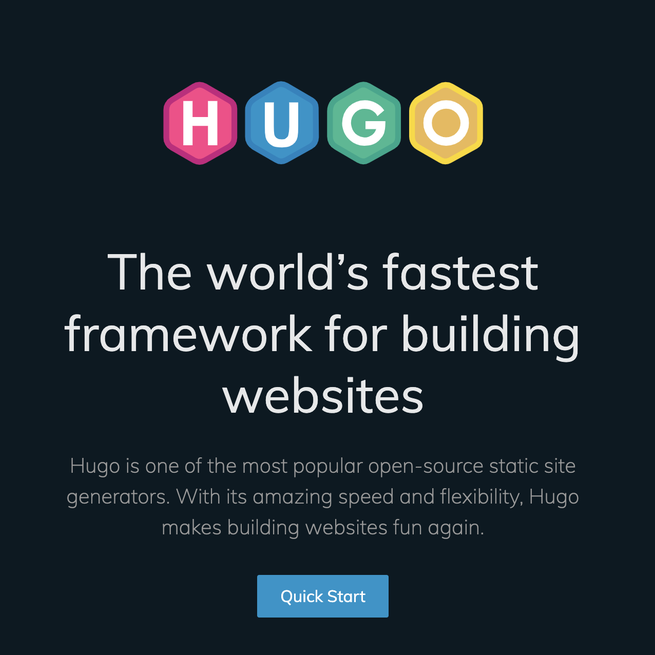 HUGO
The world’s fastest
framework for building
websites
Hugo is one of the most popular open-source static site
generators. With its amazing speed and flexibility, Hugo
makes building websites fun again.
Quick Start